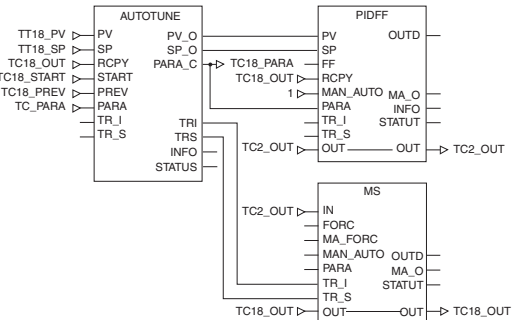 AUTOTUNE
TT18_PV PV PV_O
TT18_SP SP SP_O
TC18_OUT RCPY PARA_C TC18_PARA
TC18_START START
TC18_PREV PREV
TC_PARA PARA
TR_I
TR_S
TRI
TRS
INFO
STATUS
PIDFF
PV OUTD
SP
FF
TC18_OUT RCPY
1 MAN_AUTO MA_O
PARA INFO
TR_I STATUT
TR_S
TC2_OUT OUT OUT TC2_OUT
MS
TC2_OUT IN
FORC
MA_FORC
MAN_AUTO OUTD
PARA MA_O
TR_I STATUT
TR_S
TC18_OUT OUT OUT TC18_OUT